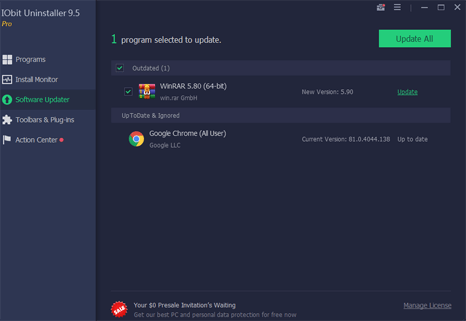 IObit Uninstaller 9.5
Pro
Programs
Install Monitor
Software Updater
Toolbars & Plug-ins
Action Center
1 program selected to update.
Update All
Outdated (1)
WinRAR 5.80 (64-bit)
win.rar GmbH
New Version: 5.90
Update
UpToDate & Ignored
Google Chrome (All User)
Google LLC
Current Version: 81.0.4044.138
Up to date
SALE
Your $0 Presale Invitation's Waiting
Get our best PC and personal data protection for free now
Manage License